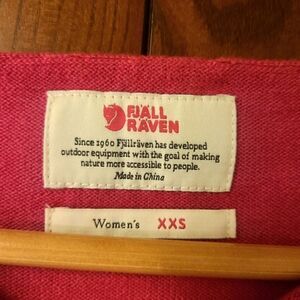 FJÄLL
RÄVEN
Since 1960 Fjällräven has developed
outdoor equipment with the goal of making
nature more accessible to people.
Made in China
Women's XXS